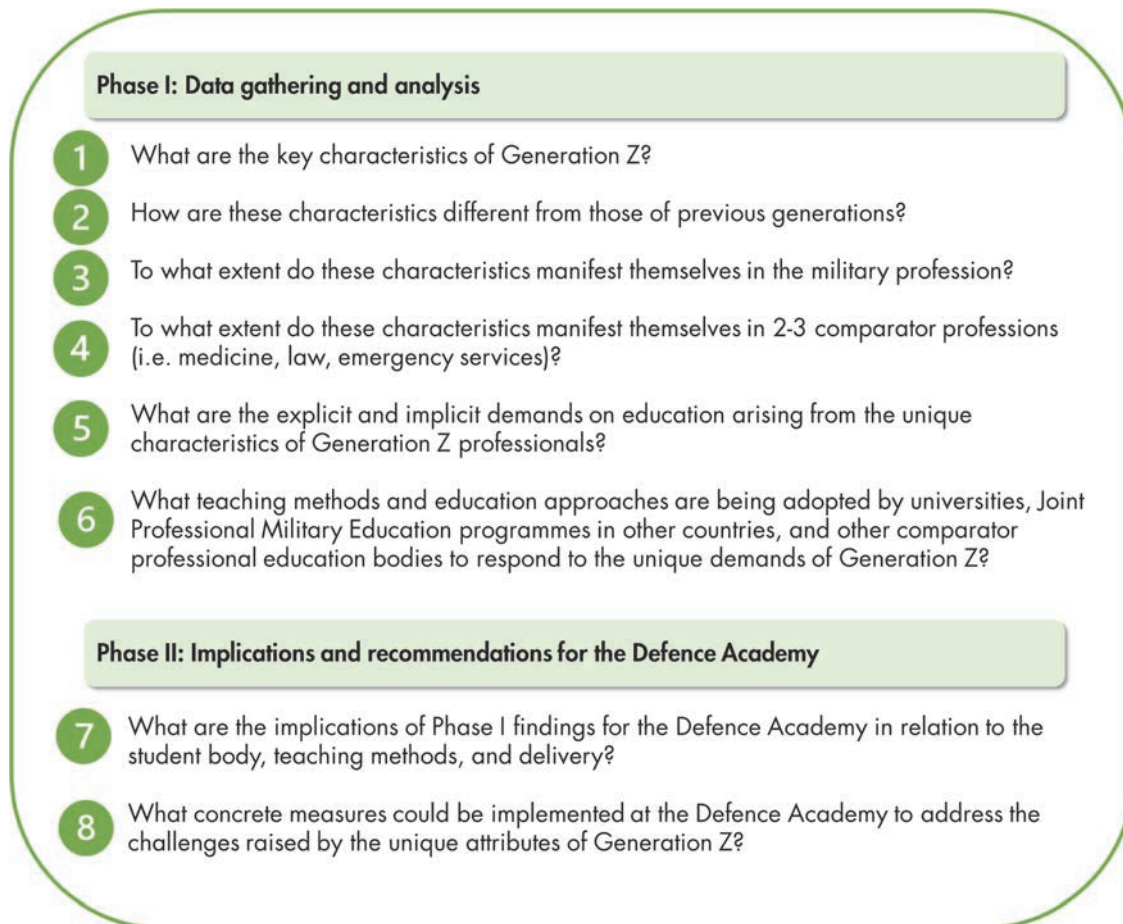 Phase I: Data gathering and analysis
1 What are the key characteristics of Generation Z?
2 How are these characteristics different from those of previous generations?
3 To what extent do these characteristics manifest themselves in the military profession?
4 To what extent do these characteristics manifest themselves in 2-3 comparator professions
(i.e. medicine, law, emergency services)?
5 What are the explicit and implicit demands on education arising from the unique
characteristics of Generation Z professionals?
6 What teaching methods and education approaches are being adopted by universities, Joint
Professional Military Education programmes in other countries, and other comparator
professional education bodies to respond to the unique demands of Generation Z?
Phase II: Implications and recommendations for the Defence Academy
7 What are the implications of Phase I findings for the Defence Academy in relation to the
student body, teaching methods, and delivery?
8 What concrete measures could be implemented at the Defence Academy to address the
challenges raised by the unique attributes of Generation Z?